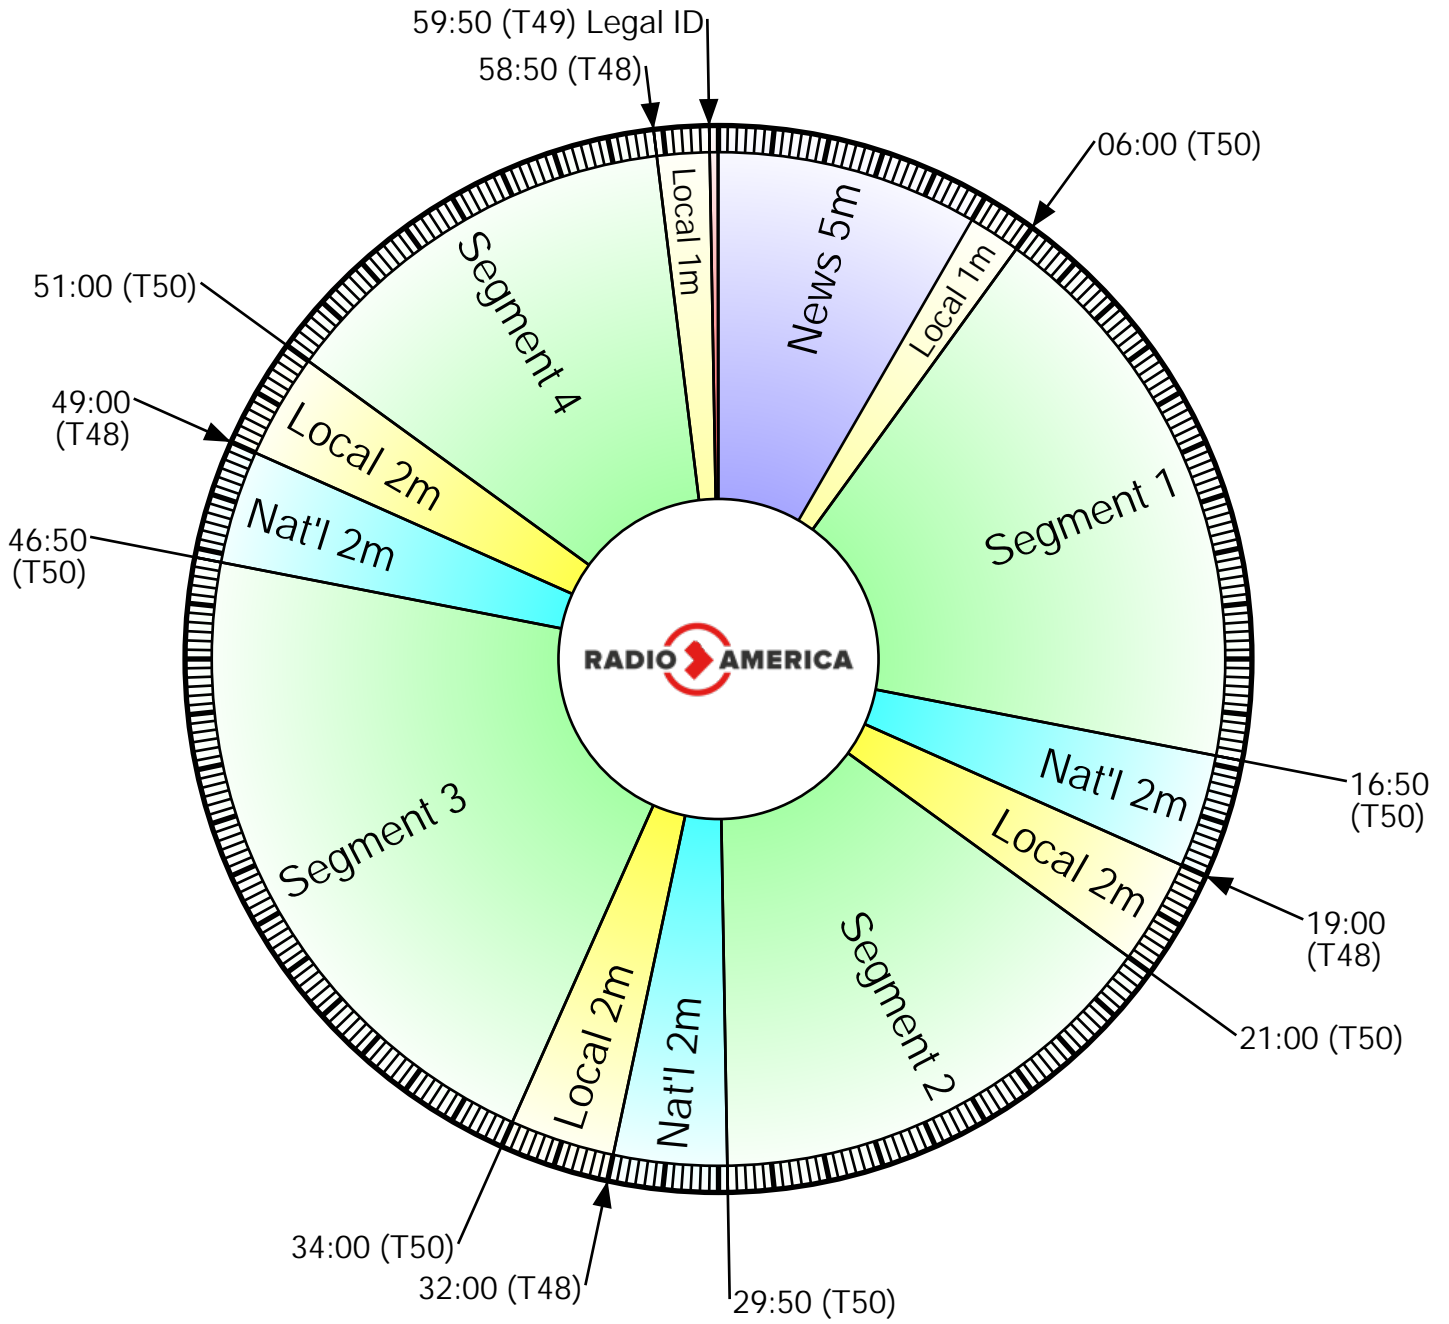 59:50 (T49) Legal ID
58:50 (T48)
06:00 (T50)
Local 1m
News 5m
Local 1m
Segment 4
51:00 (T50)
49:00
(T48)
Local 2m
Segment 1
Nat'l 2m
46:50
(T50)
RADIO AMERICA
Nat'l 2m
16:50
(T50)
Local 2m
Segment 3
19:00
(T48)
Segment 2
21:00 (T50)
Local 2m
Nat'l 2m
34:00 (T50)
32:00 (T48)
29:50 (T50)